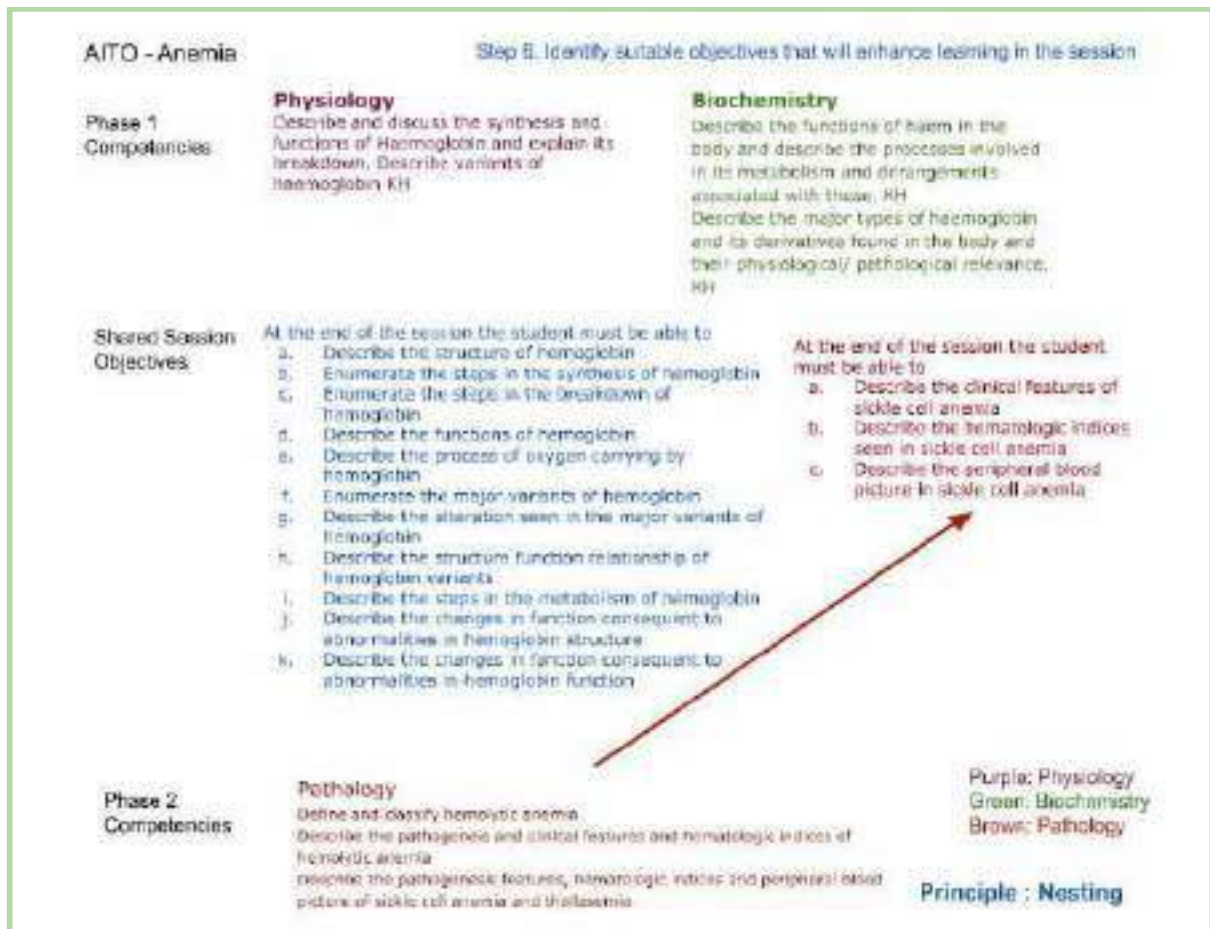 AITO - Anemia
Step 5. Identify suitable objectives that will enhance learning in the session
Phase 1
Competencies
Physiology
Describe and discuss the synthesis and
functions of Haemoglobin and explain its
breakdown. Describe variants of
haemoglobin KH
Biochemistry
Describe the functions of haem in the
body and describe the processes involved
in its metabolism and derangements
associated with these. KH
Describe the major types of haemoglobin
and its derivatives found in the body and
their physiological/ pathological relevance.
KH
Shared Session
Objectives
At the end of the session the student must be able to
a. Describe the structure of hemoglobin
b. Enumerate the steps in the synthesis of hemoglobin
c. Enumerate the steps in the breakdown of
hemoglobin
d. Describe the functions of hemoglobin
e. Describe the process of oxygen carrying by
hemoglobin
f. Enumerate the major variants of hemoglobin
g. Describe the alteration seen in the major variants of
hemoglobin
h. Describe the structure function relationship of
hemoglobin variants
i. Describe the steps in the metabolism of hemoglobin
j. Describe the changes in function consequent to
abnormalities in hemoglobin structure
k. Describe the changes in function consequent to
abnormalities in hemoglobin function
At the end of the session the student
must be able to
a. Describe the clinical features of
sickle cell anemia
b. Describe the hematologic indices
seen in sickle cell anemia
c. Describe the peripheral blood
picture in sickle cell anemia
Phase 2
Competencies
Pathology
Define and classify hemolytic anemia
Describe the pathogenesis and clinical features and hematologic indices of
hemolytic anemia
Describe the pathogenesis features, hematologic indices and peripheral blood
picture of sickle cell anemia and thallasemia
Purple: Physiology
Green: Biochemistry
Brown: Pathology
Principle : Nesting